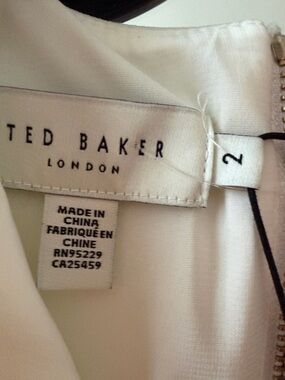 TED BAKER
LONDON
2
MADE IN
CHINA
FABRIQUÉ EN
CHINE
RN95229
CA25459